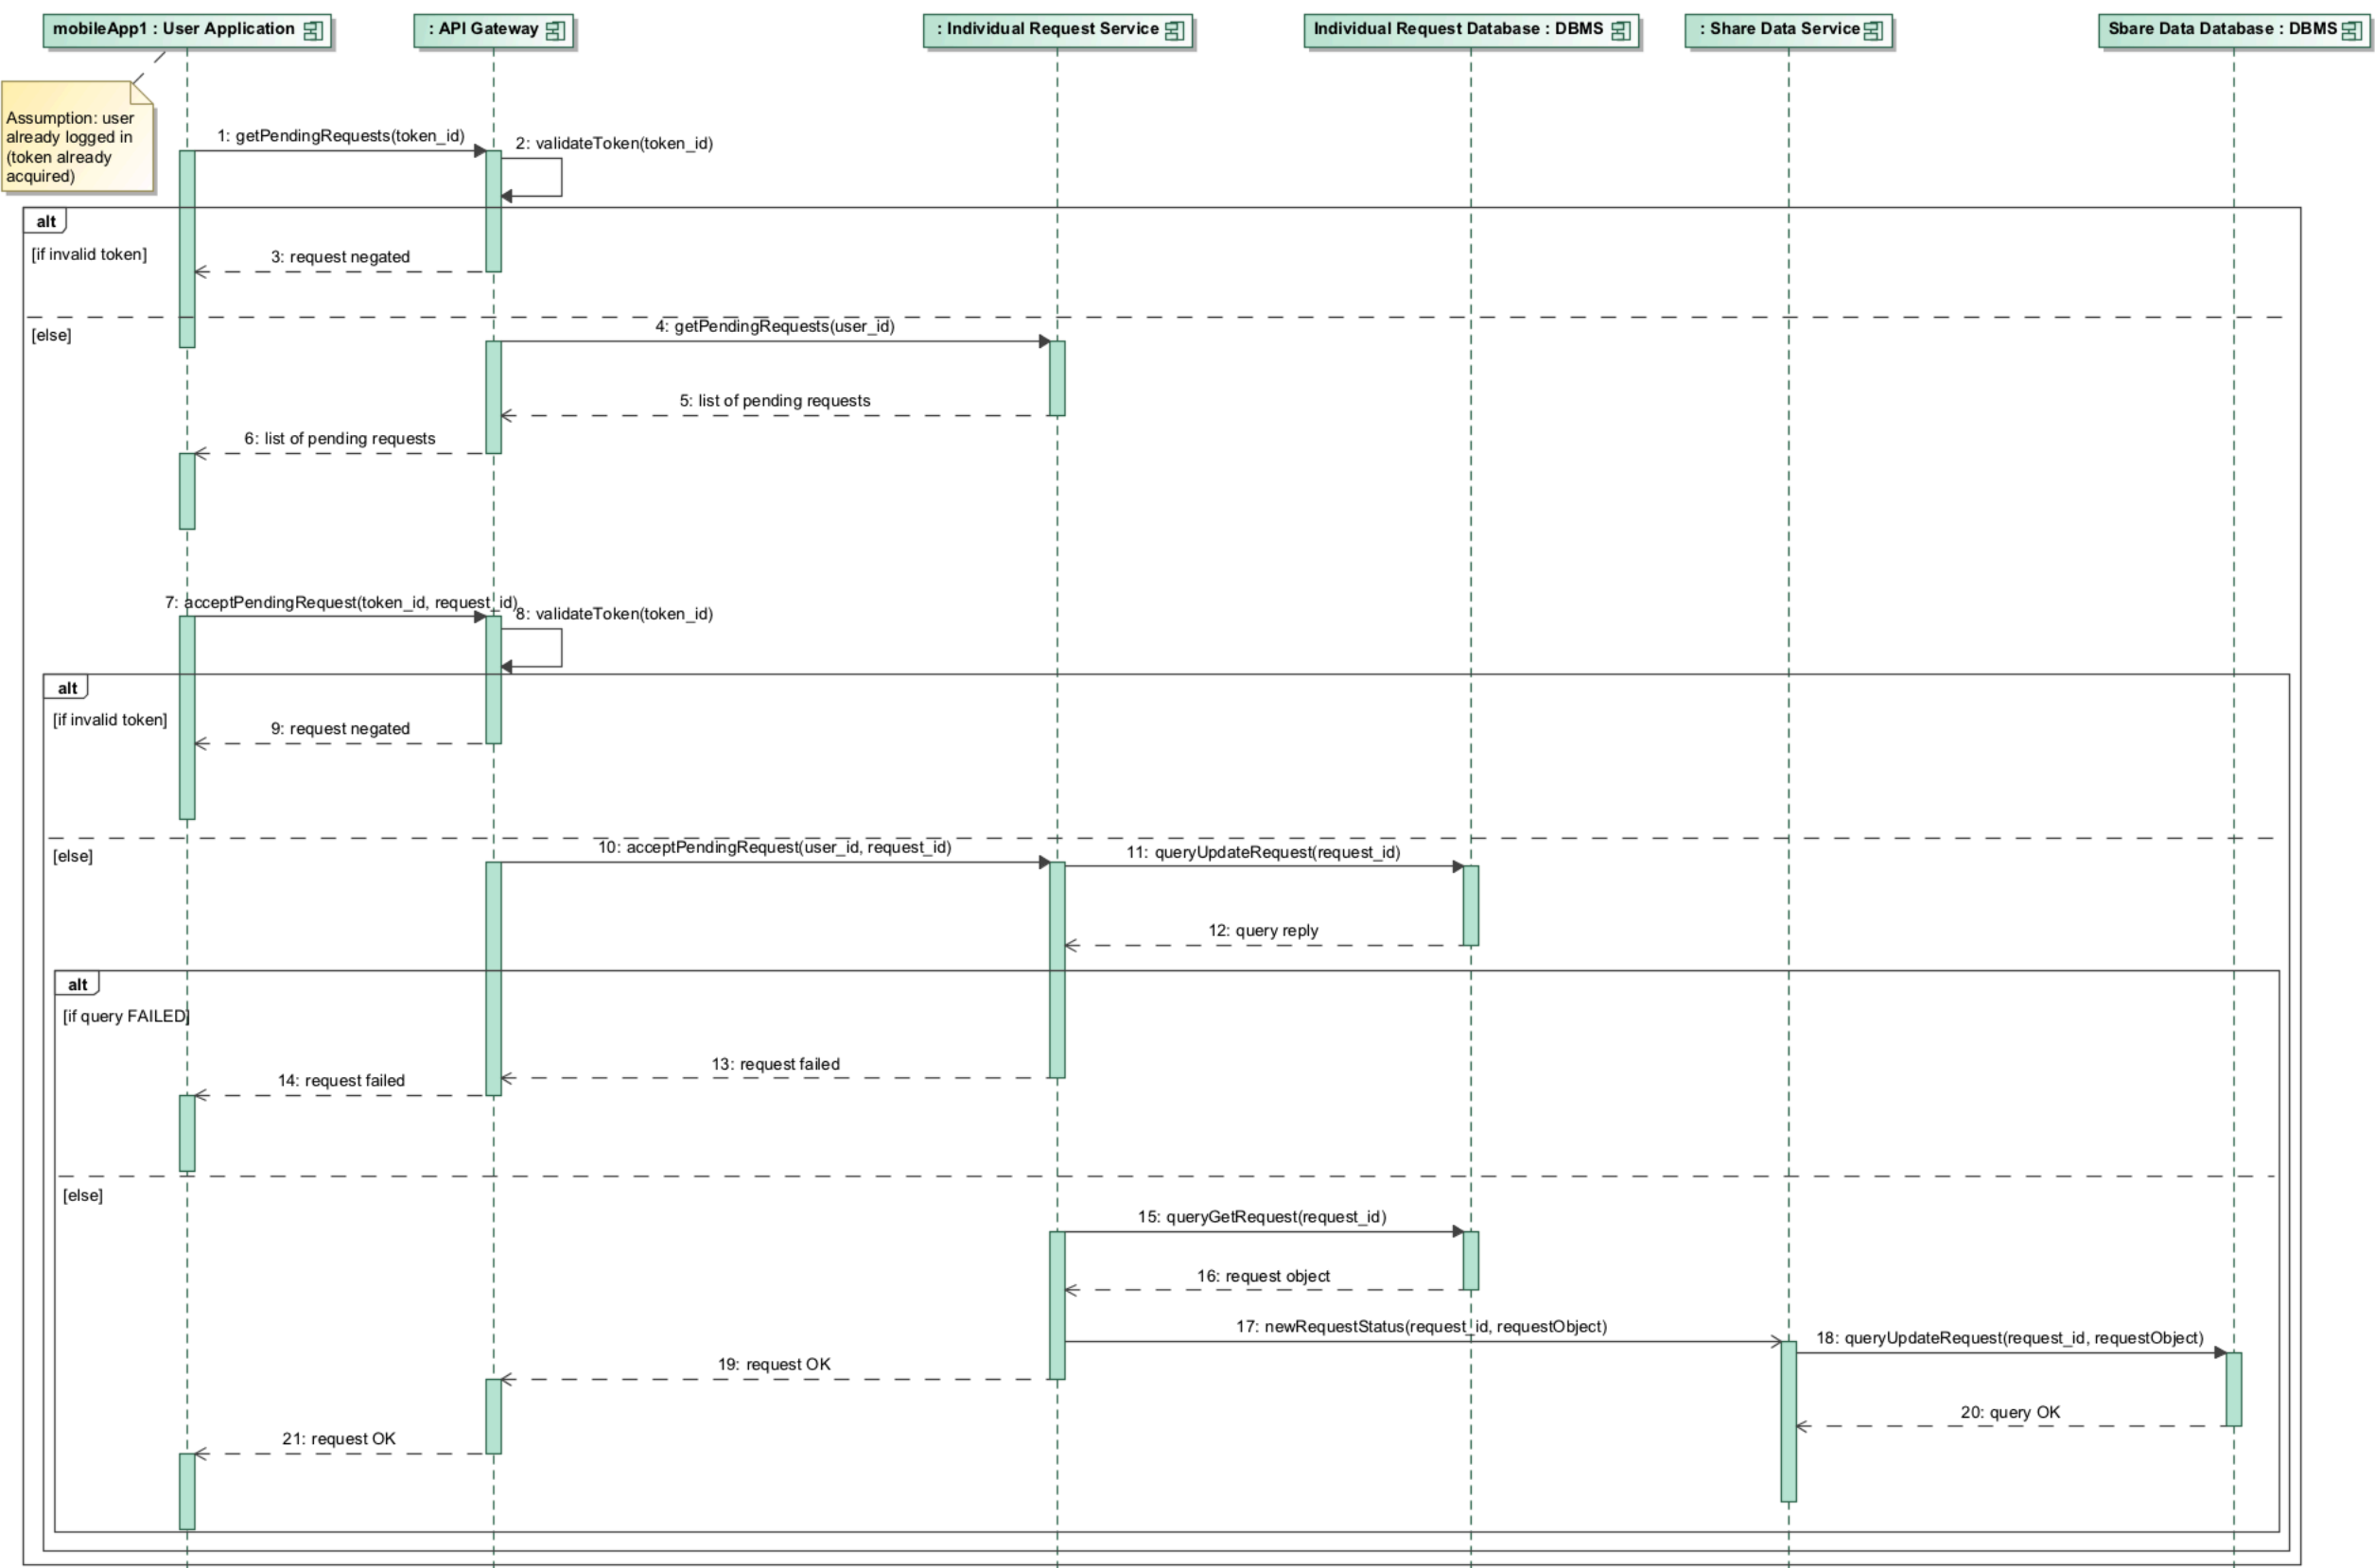 mobileApp1 : User Application
: API Gateway
: Individual Request Service
Individual Request Database : DBMS
: Share Data Service
Sbare Data Database : DBMS
Assumption: user
already logged in
(token already
acquired)
1: getPendingRequests(token_id)
2: validateToken(token_id)
alt
[if invalid token]
3: request negated
[else]
4: getPendingRequests(user_id)
5: list of pending requests
6: list of pending requests
7: acceptPendingRequest(token_id, request_id)
8: validateToken(token_id)
alt
[if invalid token]
9: request negated
[else]
10: acceptPendingRequest(user_id, request_id)
11: queryUpdateRequest(request_id)
12: query reply
alt
[if query FAILED]
13: request failed
14: request failed
[else]
15: queryGetRequest(request_id)
16: request object
17: newRequestStatus(request_id, requestObject)
18: queryUpdateRequest(request_id, requestObject)
19: request OK
20: query OK
21: request OK